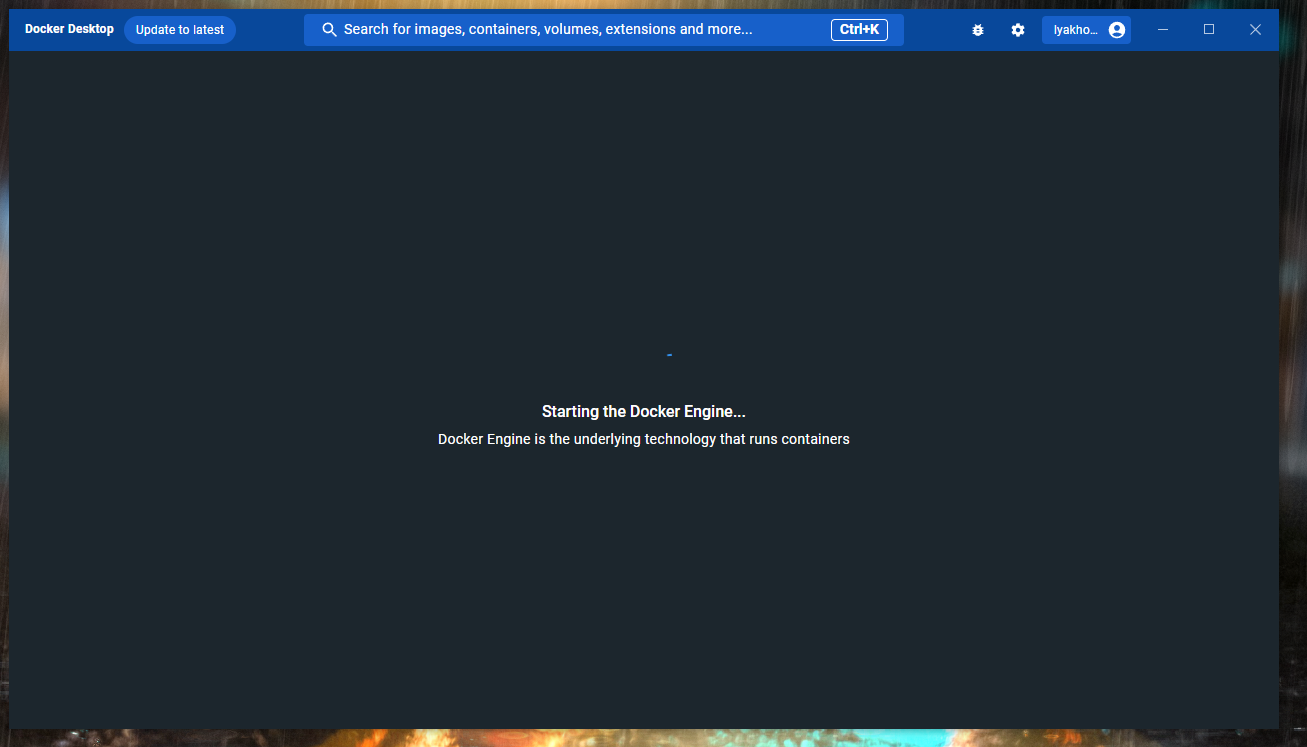 Docker Desktop
Update to latest
Search for images, containers, volumes, extensions and more...
Ctrl+K
lyakho...
Starting the Docker Engine...
Docker Engine is the underlying technology that runs containers